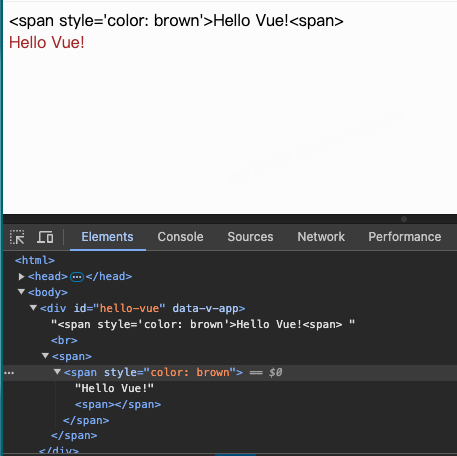 <span style='color: brown'>Hello Vue!<span>
Hello Vue!
Elements Console Sources Network Performance
<html>
<head> ••• </head>
<body>
<div id="hello-vue" data-v-app>
"<span style='color: brown'>Hello Vue!<span> "
<br>
<span>
••• <span style="color: brown"> == $0
"Hello Vue!"
<span></span>
</span>
</span>
</div>